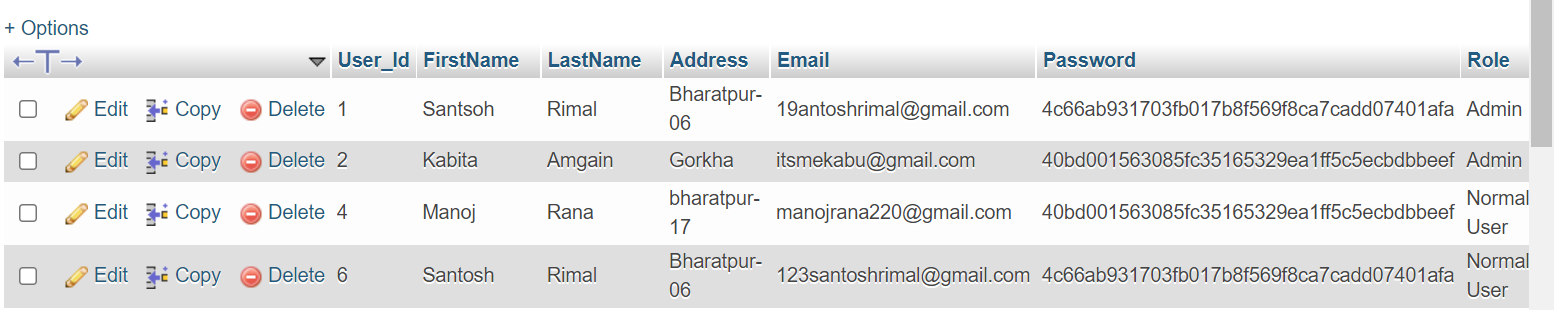 + Options
←T→ User_Id FirstName LastName Address Email Password Role
Edit Copy Delete 1 Santsoh Rimal Bharatpur-06 19antoshrimal@gmail.com 4c66ab931703fb017b8f569f8ca7cadd07401afa Admin
Edit Copy Delete 2 Kabita Amgain Gorkha itsmekabu@gmail.com 40bd001563085fc35165329ea1ff5c5ecbdbbeef Admin
Edit Copy Delete 4 Manoj Rana bharatpur-17 manojrana220@gmail.com 40bd001563085fc35165329ea1ff5c5ecbdbbeef Normal User
Edit Copy Delete 6 Santosh Rimal Bharatpur-06 123santoshrimal@gmail.com 4c66ab931703fb017b8f569f8ca7cadd07401afa Normal User